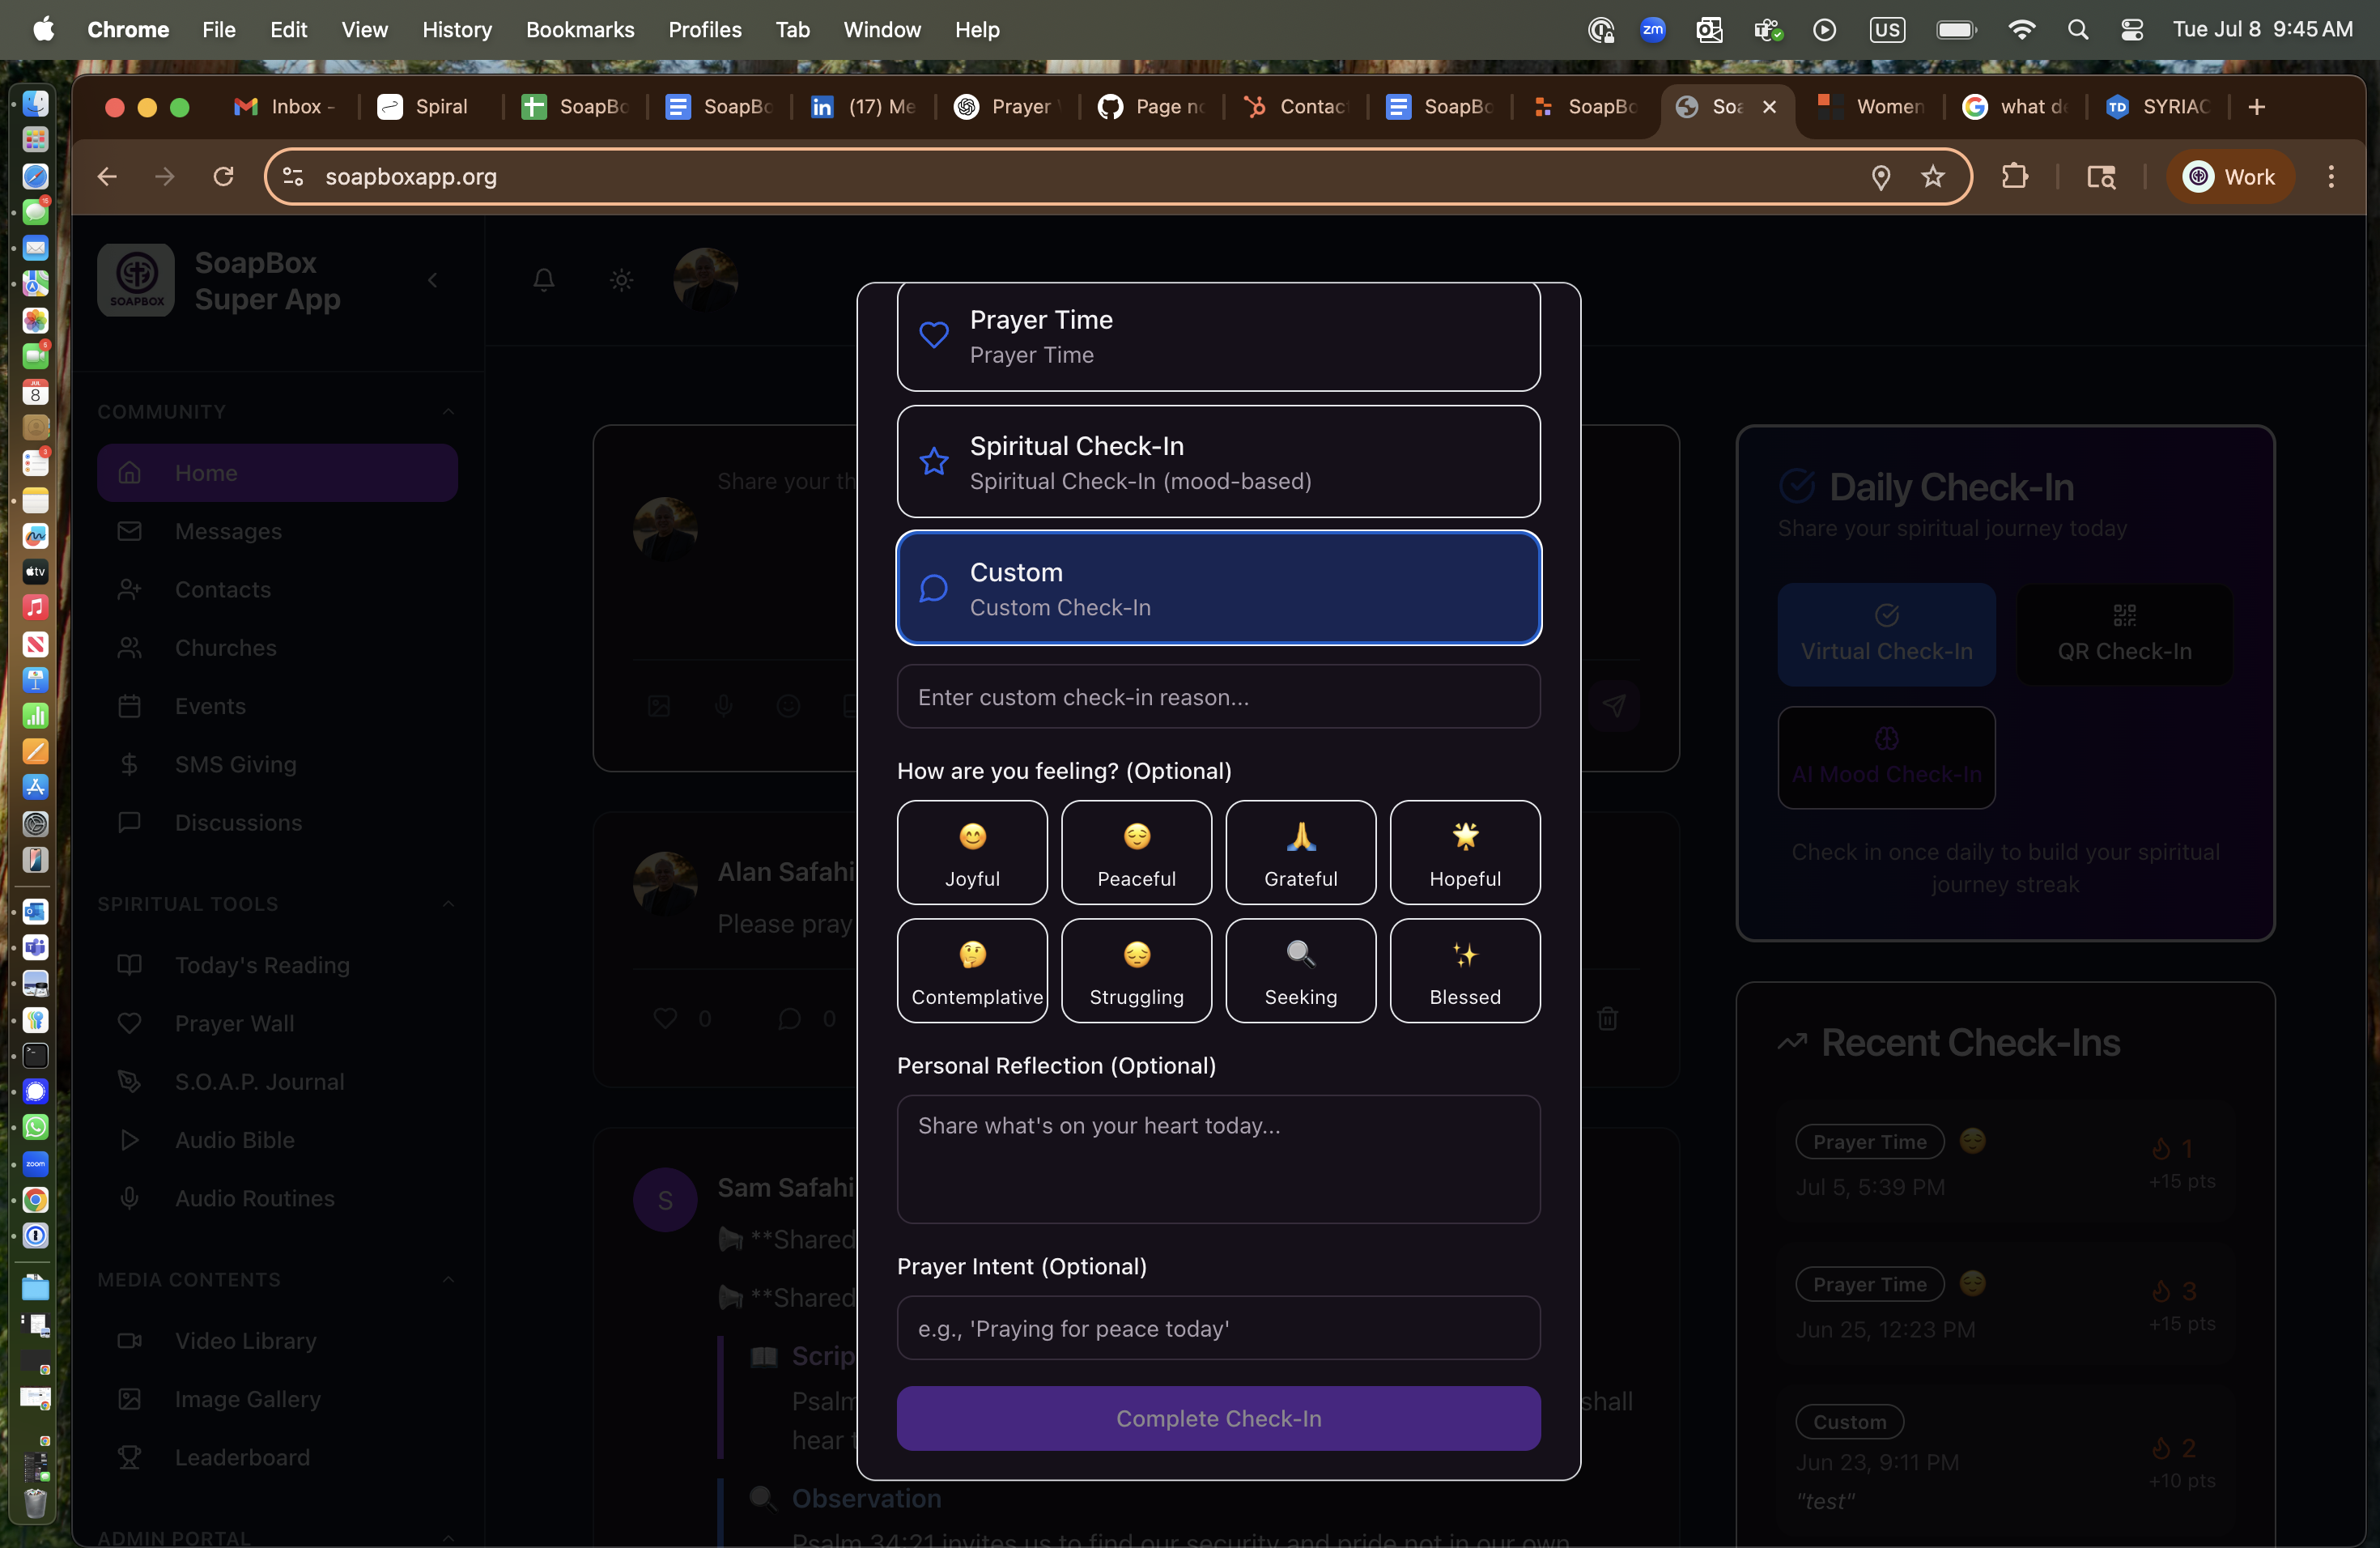 Chrome File Edit View History Bookmarks Profiles Tab Window Help
zm US Tue Jul 8 9:45 AM
Inbox - Spiral SoapBo SoapBo (17) Me Prayer Page no Contac SoapBo SoapBo Soa Women what de SYRIAC
soapboxapp.org Work
SOAPBOX
SoapBox
Super App
COMMUNITY
Home
Messages
Contacts
Churches
Events
SMS Giving
Discussions
SPIRITUAL TOOLS
Today's Reading
Prayer Wall
S.O.A.P. Journal
Audio Bible
Audio Routines
MEDIA CONTENTS
Video Library
Image Gallery
Leaderboard
ADMIN PORTAL
Share your th
Alan Safahi
Please pray
0 0
S
Sam Safahi
**Shared
**Shared
Scrip
Psalm shall
hear t
Observation
Psalm 34:21 invites us to find our security and pride not in our own
Prayer Time
Prayer Time
Spiritual Check-In
Spiritual Check-In (mood-based)
Custom
Custom Check-In
Enter custom check-in reason...
How are you feeling? (Optional)
Joyful Peaceful Grateful Hopeful
Contemplative Struggling Seeking Blessed
Personal Reflection (Optional)
Share what's on your heart today...
Prayer Intent (Optional)
e.g., 'Praying for peace today'
Complete Check-In
Daily Check-In
Share your spiritual journey today
Virtual Check-In QR Check-In
AI Mood Check-In
Check in once daily to build your spiritual
journey streak
Recent Check-Ins
Prayer Time 1
Jul 5, 5:39 PM +15 pts
Prayer Time 3
Jun 25, 12:23 PM +15 pts
Custom 2
Jun 23, 9:11 PM +10 pts
"test"